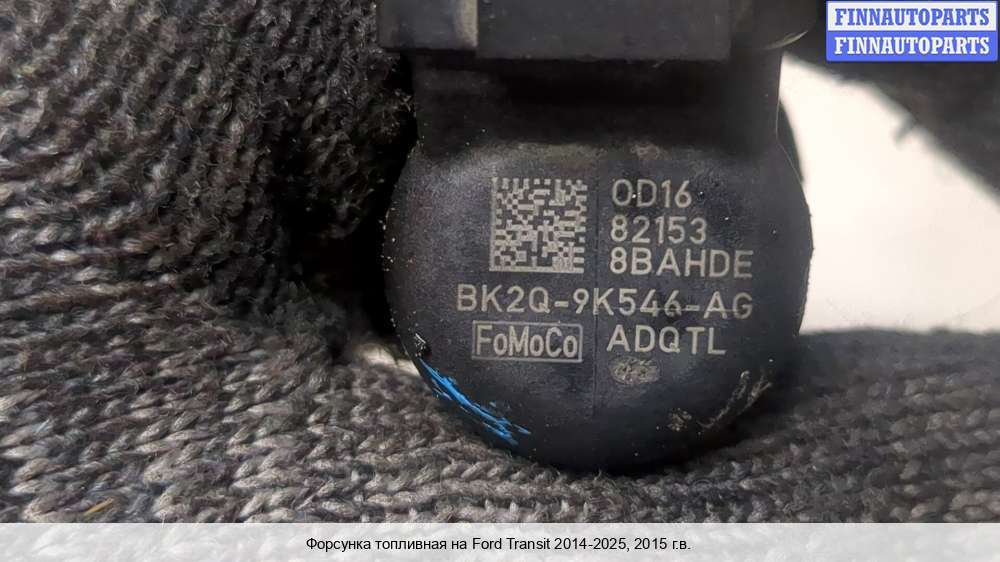 FINNAUTOPARTS
FINNAUTOPARTS
0D16
82153
8BAHDE
BK2Q-9K546-AG
FoMoCo ADQTL
Форсунка топливная на Ford Transit 2014-2025, 2015 г.в.